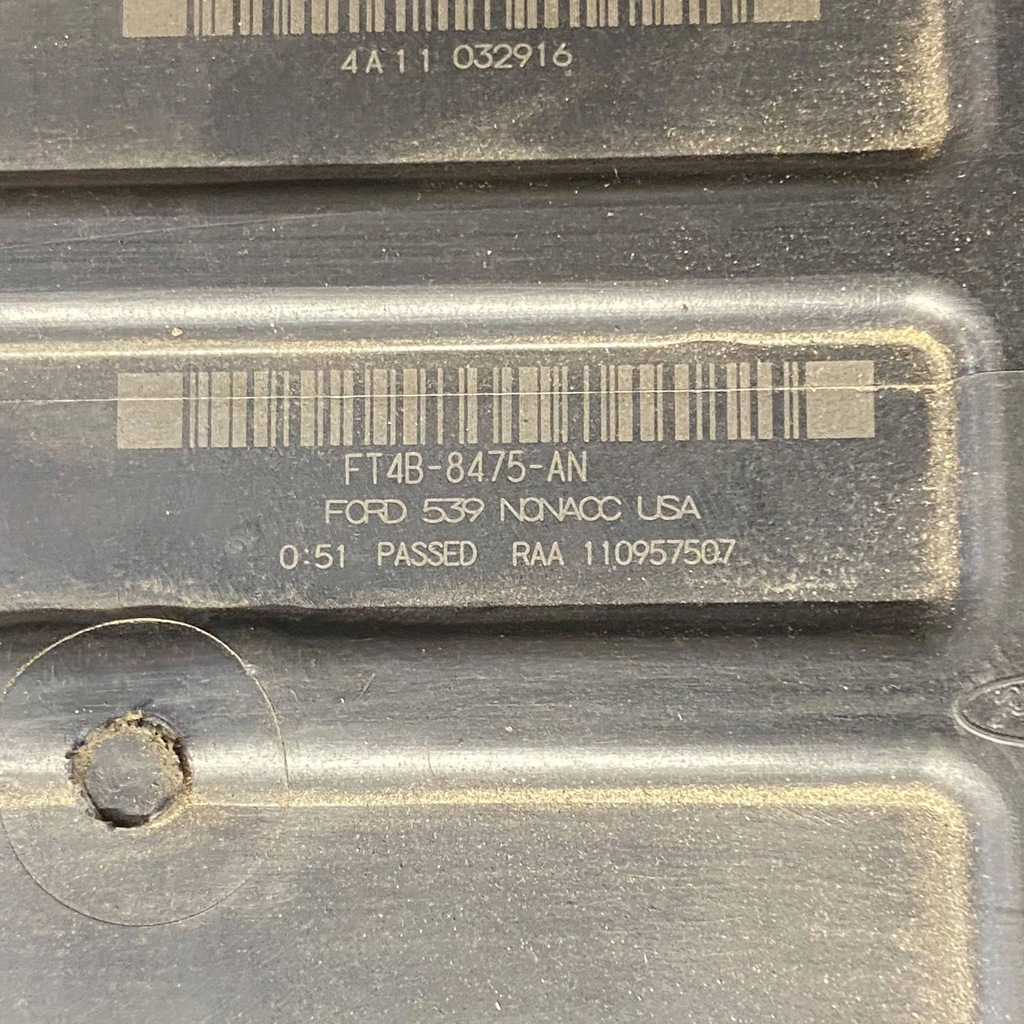 4A11 032916
FT4B-8475-AN
FORD 539 NONACC USA
0:51 PASSED RAA 110957507